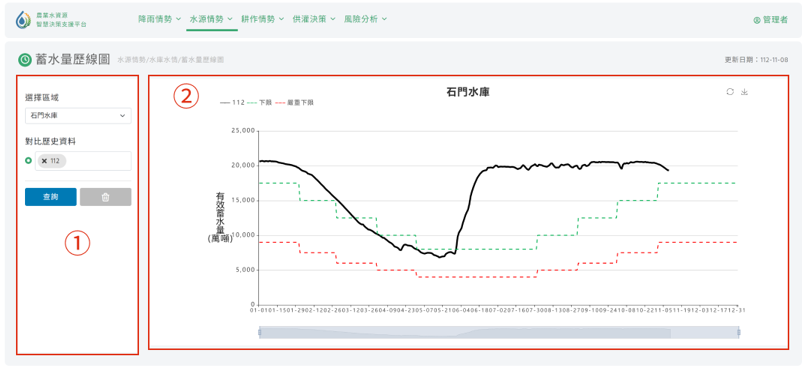 農業水資源
智慧決策支援平台
降雨情勢 水源情勢 耕作情勢 供灌決策 風險分析
管理者
蓄水量歷線圖 水源情勢/水庫水情/蓄水量歷線圖
更新日期：112-11-08
選擇區域
石門水庫
對比歷史資料
× 112
查詢
①
②
石門水庫
112 下限 嚴重下限
有效蓄水量(萬噸)
25,000
20,000
15,000
10,000
5,000
0
01-0101-1501-2902-1202-2603-1203-2604-0904-2305-0705-2106-0406-1807-0207-1607-3008-1308-2709-1009-2410-0810-2211-0511-1912-0312-1712-31